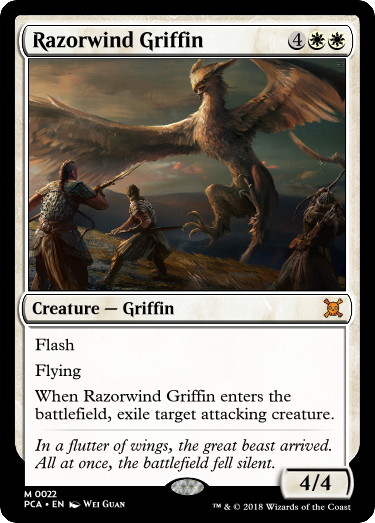 Razorwind Griffin 4
Creature — Griffin
Flash
Flying
When Razorwind Griffin enters the
battlefield, exile target attacking creature.
In a flutter of wings, the great beast arrived.
All at once, the battlefield fell silent.
4/4
M 0022
PCA • EN Wei Guan
™ & © 2018 Wizards of the Coast